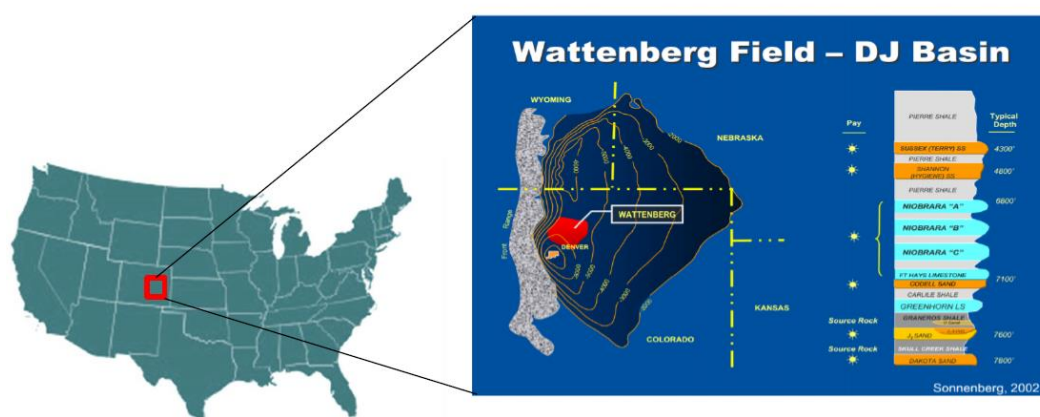 Wattenberg Field – DJ Basin
WYOMING
NEBRASKA
Front Range
WATTENBERG
DENVER
COLORADO
KANSAS
Pay
Typical
Depth
PIERRE SHALE
SUSSEX (TERRY) SS
4300'
PIERRE SHALE
SHANNON
(HYGIENE) SS
4800'
PIERRE SHALE
6800'
NIOBRARA "A"
NIOBRARA "B"
NIOBRARA "C"
FT HAYS LIMESTONE
7100'
CODELL SAND
CARLILE SHALE
GREENHORN LS
GRANEROS SHALE
Source Rock
J SAND
7600'
Source Rock
SKULL CREEK SHALE
DAKOTA SAND
7800'
Sonnenberg, 2002